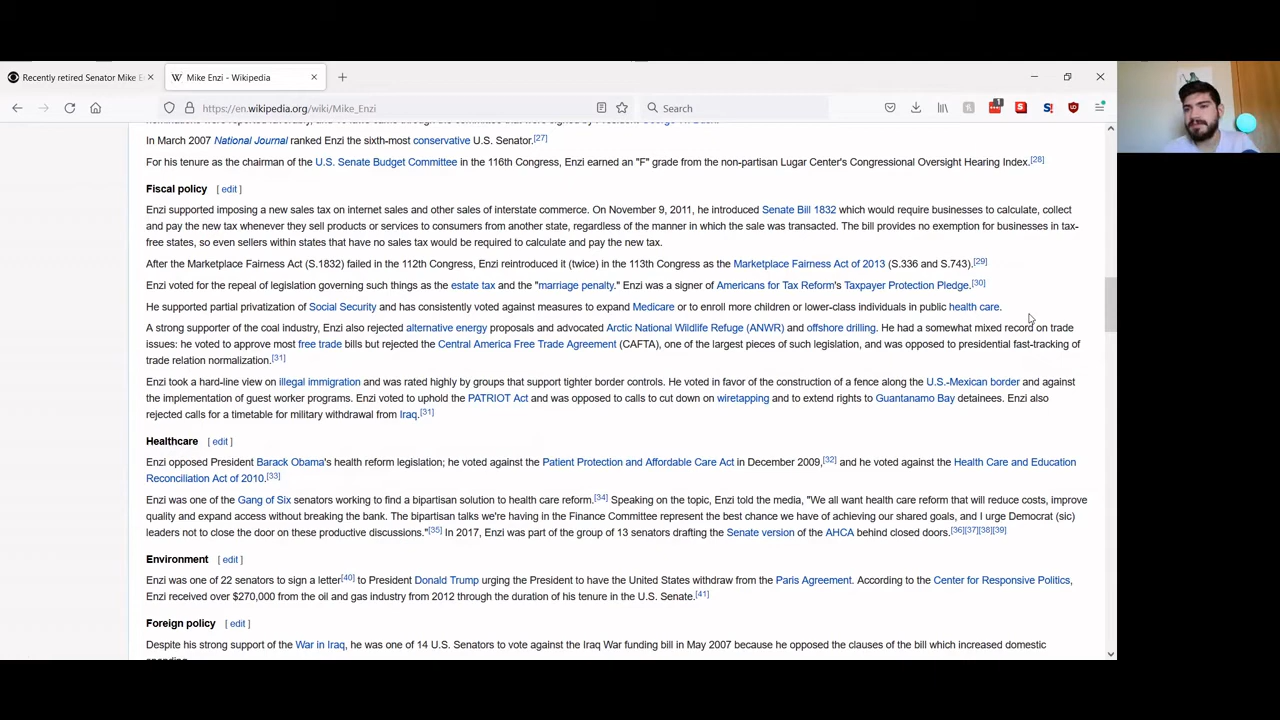 Recently retired Senator Mike E
Mike Enzi - Wikipedia
https://en.wikipedia.org/wiki/Mike_Enzi
Search
In March 2007 National Journal ranked Enzi the sixth-most conservative U.S. Senator.[27]
For his tenure as the chairman of the U.S. Senate Budget Committee in the 116th Congress, Enzi earned an "F" grade from the non-partisan Lugar Center's Congressional Oversight Hearing Index.[28]
Fiscal policy [ edit ]
Enzi supported imposing a new sales tax on internet sales and other sales of interstate commerce. On November 9, 2011, he introduced Senate Bill 1832 which would require businesses to calculate, collect
and pay the new tax whenever they sell products or services to consumers from another state, regardless of the manner in which the sale was transacted. The bill provides no exemption for businesses in tax-
free states, so even sellers within states that have no sales tax would be required to calculate and pay the new tax.
After the Marketplace Fairness Act (S.1832) failed in the 112th Congress, Enzi reintroduced it (twice) in the 113th Congress as the Marketplace Fairness Act of 2013 (S.336 and S.743).[29]
Enzi voted for the repeal of legislation governing such things as the estate tax and the "marriage penalty." Enzi was a signer of Americans for Tax Reform's Taxpayer Protection Pledge.[30]
He supported partial privatization of Social Security and has consistently voted against measures to expand Medicare or to enroll more children or lower-class individuals in public health care.
A strong supporter of the coal industry, Enzi also rejected alternative energy proposals and advocated Arctic National Wildlife Refuge (ANWR) and offshore drilling. He had a somewhat mixed record on trade
issues: he voted to approve most free trade bills but rejected the Central America Free Trade Agreement (CAFTA), one of the largest pieces of such legislation, and was opposed to presidential fast-tracking of
trade relation normalization.[31]
Enzi took a hard-line view on illegal immigration and was rated highly by groups that support tighter border controls. He voted in favor of the construction of a fence along the U.S.-Mexican border and against
the implementation of guest worker programs. Enzi voted to uphold the PATRIOT Act and was opposed to calls to cut down on wiretapping and to extend rights to Guantanamo Bay detainees. Enzi also
rejected calls for a timetable for military withdrawal from Iraq.[31]
Healthcare [ edit ]
Enzi opposed President Barack Obama's health reform legislation; he voted against the Patient Protection and Affordable Care Act in December 2009,[32] and he voted against the Health Care and Education
Reconciliation Act of 2010.[33]
Enzi was one of the Gang of Six senators working to find a bipartisan solution to health care reform.[34] Speaking on the topic, Enzi told the media, "We all want health care reform that will reduce costs, improve
quality and expand access without breaking the bank. The bipartisan talks we're having in the Finance Committee represent the best chance we have of achieving our shared goals, and I urge Democrat (sic)
leaders not to close the door on these productive discussions."[35] In 2017, Enzi was part of the group of 13 senators drafting the Senate version of the AHCA behind closed doors.[36][37][38][39]
Environment [ edit ]
Enzi was one of 22 senators to sign a letter[40] to President Donald Trump urging the President to have the United States withdraw from the Paris Agreement. According to the Center for Responsive Politics,
Enzi received over $270,000 from the oil and gas industry from 2012 through the duration of his tenure in the U.S. Senate.[41]
Foreign policy [ edit ]
Despite his strong support of the War in Iraq, he was one of 14 U.S. Senators to vote against the Iraq War funding bill in May 2007 because he opposed the clauses of the bill which increased domestic